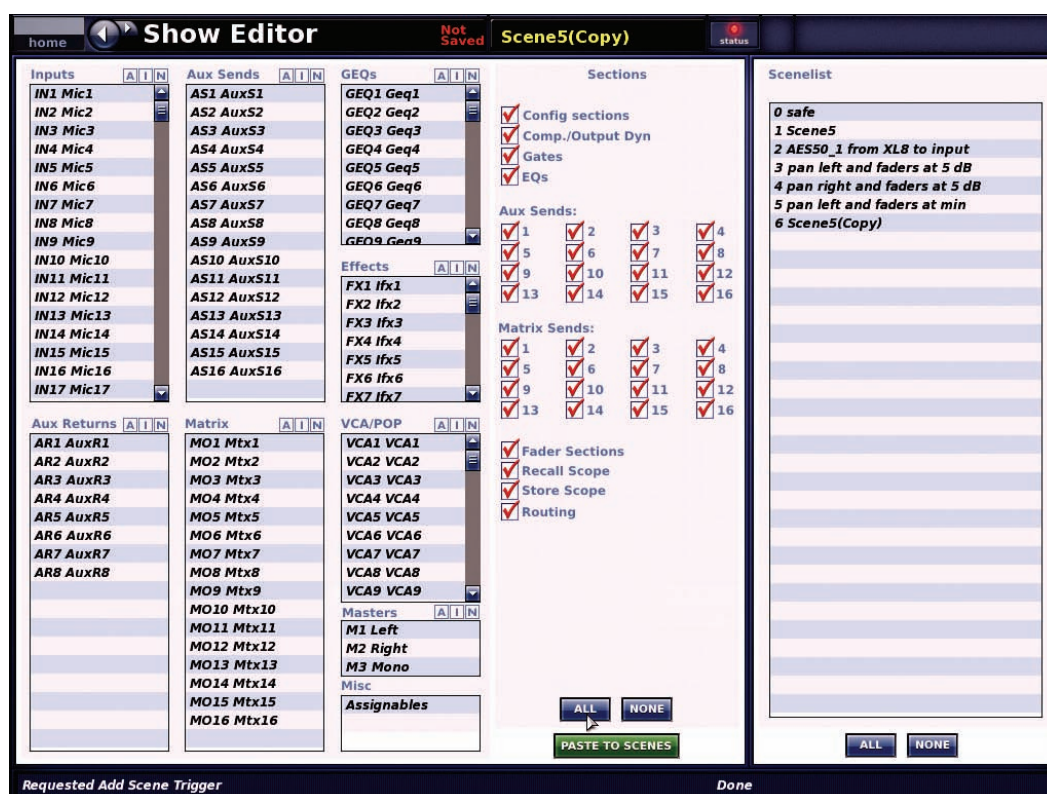 home
Show Editor
Not Saved
Scene5(Copy)
status
Inputs A I N
IN1 Mic1
IN2 Mic2
IN3 Mic3
IN4 Mic4
IN5 Mic5
IN6 Mic6
IN7 Mic7
IN8 Mic8
IN9 Mic9
IN10 Mic10
IN11 Mic11
IN12 Mic12
IN13 Mic13
IN14 Mic14
IN15 Mic15
IN16 Mic16
IN17 Mic17
Aux Sends A I N
AS1 AuxS1
AS2 AuxS2
AS3 AuxS3
AS4 AuxS4
AS5 AuxS5
AS6 AuxS6
AS7 AuxS7
AS8 AuxS8
AS9 AuxS9
AS10 AuxS10
AS11 AuxS11
AS12 AuxS12
AS13 AuxS13
AS14 AuxS14
AS15 AuxS15
AS16 AuxS16
GEQs A I N
GEQ1 Geq1
GEQ2 Geq2
GEQ3 Geq3
GEQ4 Geq4
GEQ5 Geq5
GEQ6 Geq6
GEQ7 Geq7
GEQ8 Geq8
GEQ9 Geq9
Effects A I N
FX1 Ifx1
FX2 Ifx2
FX3 Ifx3
FX4 Ifx4
FX5 Ifx5
FX6 Ifx6
FX7 Ifx7
Aux Returns A I N
AR1 AuxR1
AR2 AuxR2
AR3 AuxR3
AR4 AuxR4
AR5 AuxR5
AR6 AuxR6
AR7 AuxR7
AR8 AuxR8
Matrix A I N
MO1 Mtx1
MO2 Mtx2
MO3 Mtx3
MO4 Mtx4
MO5 Mtx5
MO6 Mtx6
MO7 Mtx7
MO8 Mtx8
MO9 Mtx9
MO10 Mtx10
MO11 Mtx11
MO12 Mtx12
MO13 Mtx13
MO14 Mtx14
MO15 Mtx15
MO16 Mtx16
VCA/POP A I N
VCA1 VCA1
VCA2 VCA2
VCA3 VCA3
VCA4 VCA4
VCA5 VCA5
VCA6 VCA6
VCA7 VCA7
VCA8 VCA8
VCA9 VCA9
Masters A I N
M1 Left
M2 Right
M3 Mono
Misc
Assignables
Sections
Config sections
Comp./Output Dyn
Gates
EQs
Aux Sends:
1 2 3 4
5 6 7 8
9 10 11 12
13 14 15 16
Matrix Sends:
1 2 3 4
5 6 7 8
9 10 11 12
13 14 15 16
Fader Sections
Recall Scope
Store Scope
Routing
ALL NONE
PASTE TO SCENES
Scenelist
0 safe
1 Scene5
2 AES50_1 from XL8 to input
3 pan left and faders at 5 dB
4 pan right and faders at 5 dB
5 pan left and faders at min
6 Scene5(Copy)
ALL NONE
Requested Add Scene Trigger
Done